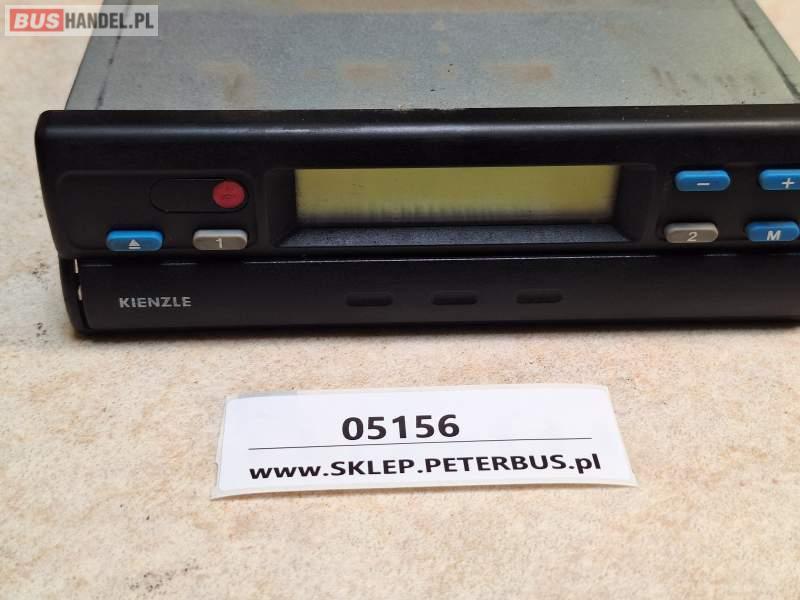 BUSHANDEL.PL
- +
1 2 M
KIENZLE
05156
www.SKLEP.PETERBUS.pl